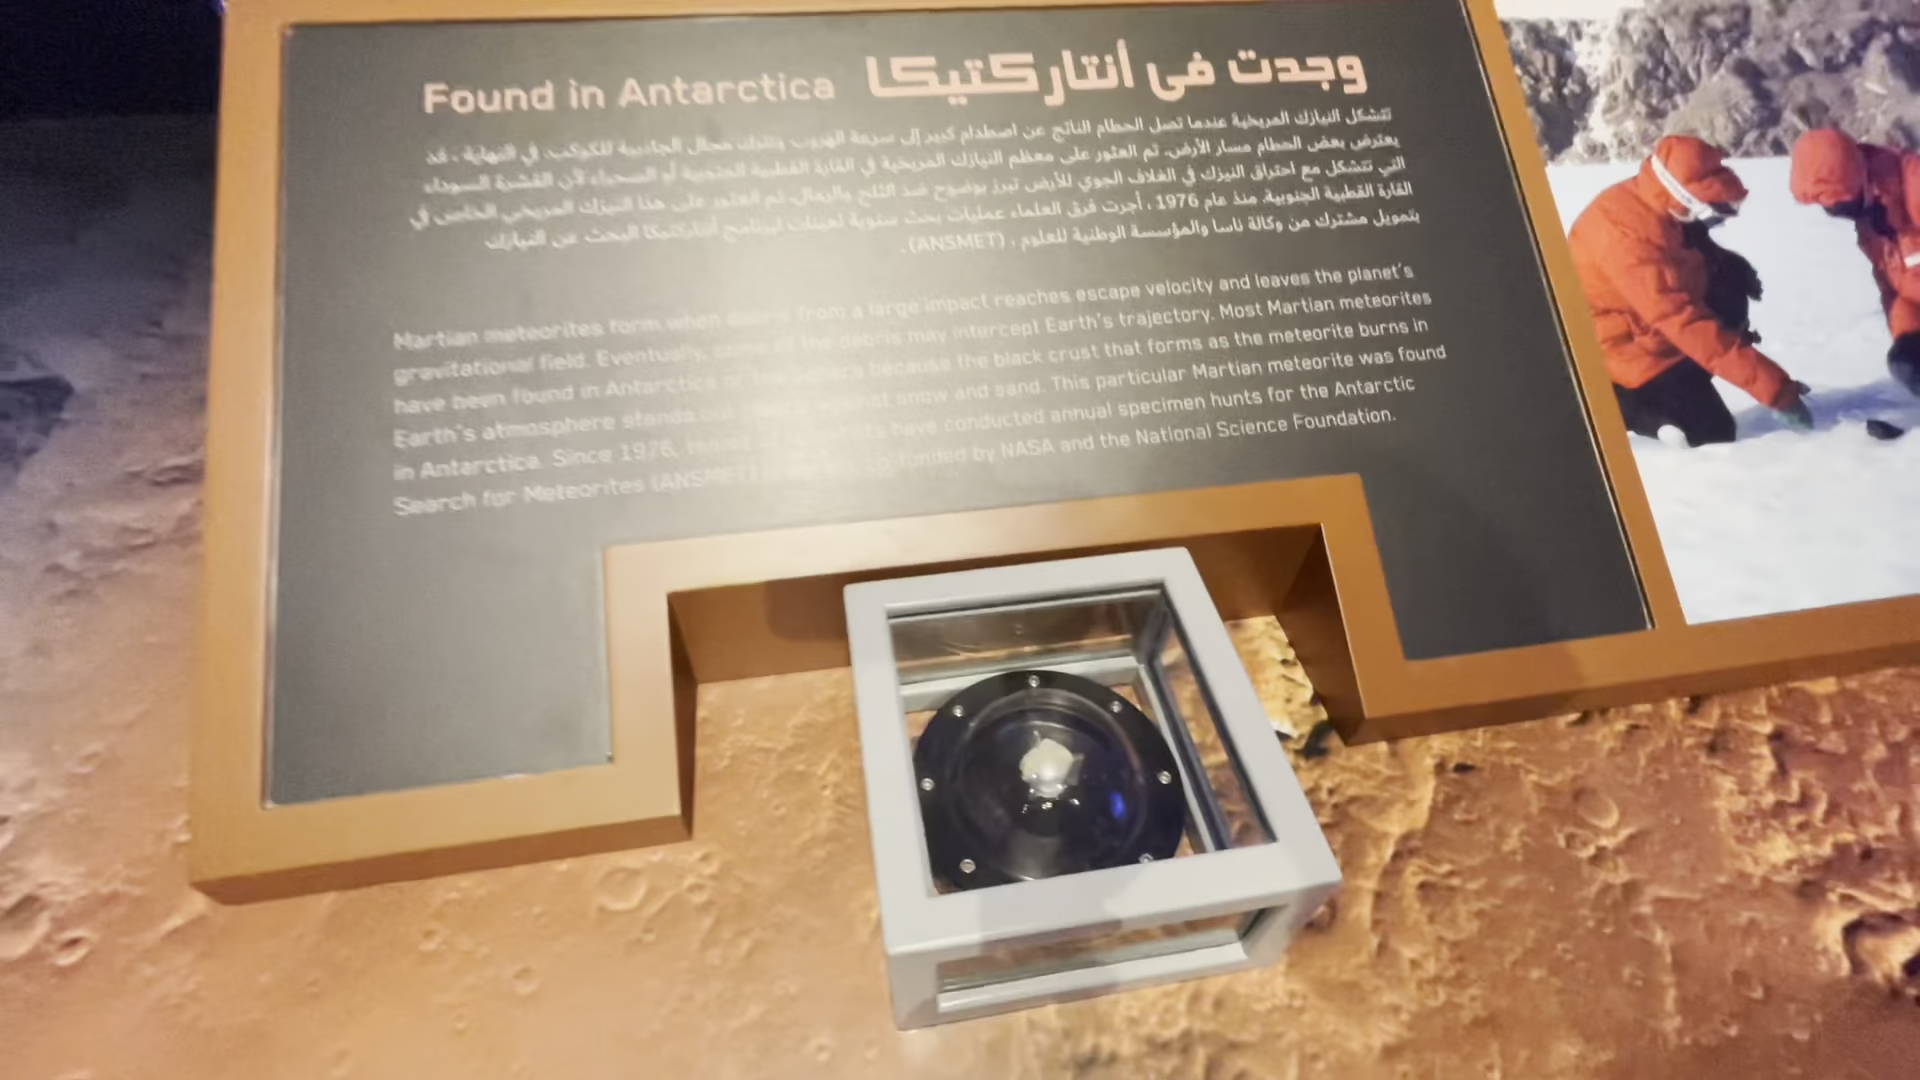 Found in Antarctica
وجدت في أنتاركتيكا
تتشكل النيازك المريخية عندما تصل الحطام الناتج عن اصطدام كبير إلى سرعة الهروب وتترك مجال الجاذبية للكوكب. في النهاية ، قد
يعترض بعض الحطام مسار الأرض. تم العثور على معظم النيازك المريخية في القارة القطبية الجنوبية أو الصحراء لأن القشرة السوداء
التي تتشكل مع احتراق النيزك في الغلاف الجوي للأرض تبرز بوضوح ضد الثلج والرمال. تم العثور على هذا النيزك المريخي الخاص في
القارة القطبية الجنوبية. منذ عام 1976 ، أجرت فرق العلماء عمليات بحث سنوية لعينات لبرنامج أنتاركتيكا البحث عن النيازك
بتمويل مشترك من وكالة ناسا والمؤسسة الوطنية للعلوم ، (ANSMET).
Martian meteorites form when debris from a large impact reaches escape velocity and leaves the planet's
gravitational field. Eventually, some of the debris may intercept Earth's trajectory. Most Martian meteorites
have been found in Antarctica or the because the black crust that forms as the meteorite burns in
Earth's atmosphere stands out against snow and sand. This particular Martian meteorite was found
in Antarctica. Since 1976, have conducted annual specimen hunts for the Antarctic
Search for Meteorites (ANSMET) co-funded by NASA and the National Science Foundation.